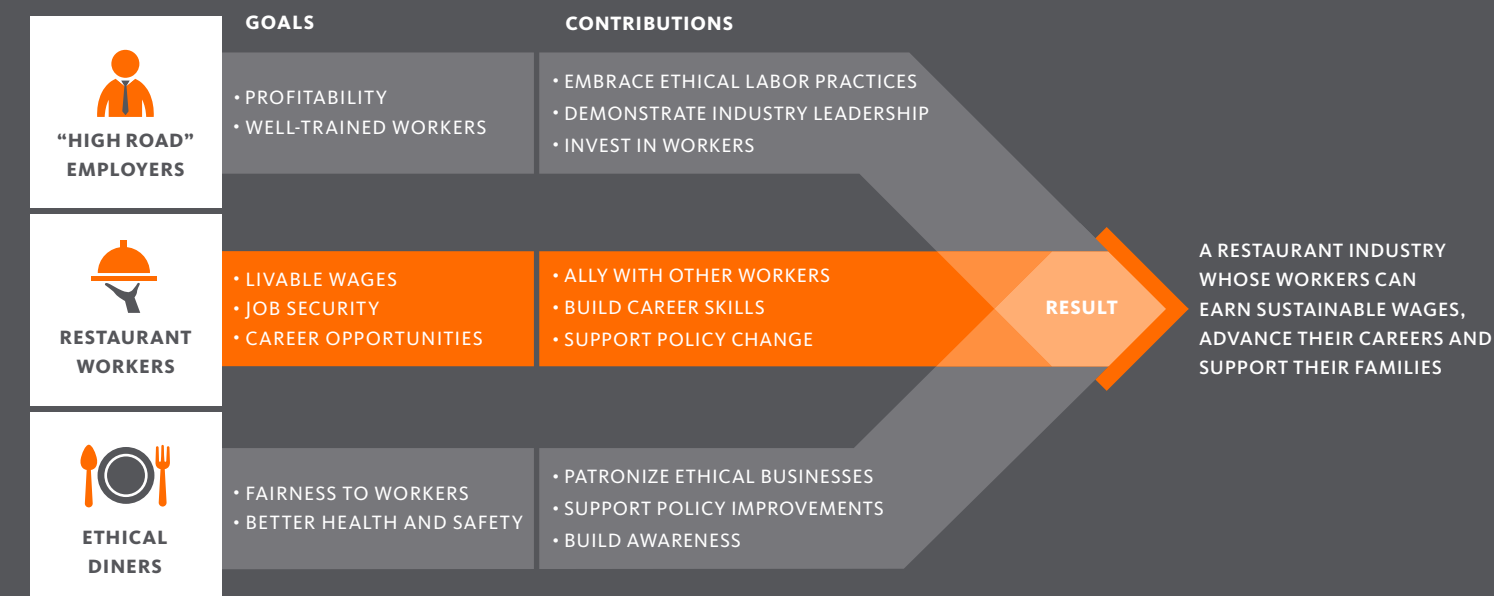 GOALS
CONTRIBUTIONS
“HIGH ROAD”
EMPLOYERS
• PROFITABILITY
• WELL-TRAINED WORKERS
• EMBRACE ETHICAL LABOR PRACTICES
• DEMONSTRATE INDUSTRY LEADERSHIP
• INVEST IN WORKERS
RESTAURANT
WORKERS
• LIVABLE WAGES
• JOB SECURITY
• CAREER OPPORTUNITIES
• ALLY WITH OTHER WORKERS
• BUILD CAREER SKILLS
• SUPPORT POLICY CHANGE
ETHICAL
DINERS
• FAIRNESS TO WORKERS
• BETTER HEALTH AND SAFETY
• PATRONIZE ETHICAL BUSINESSES
• SUPPORT POLICY IMPROVEMENTS
• BUILD AWARENESS
RESULT
A RESTAURANT INDUSTRY
WHOSE WORKERS CAN
EARN SUSTAINABLE WAGES,
ADVANCE THEIR CAREERS AND
SUPPORT THEIR FAMILIES